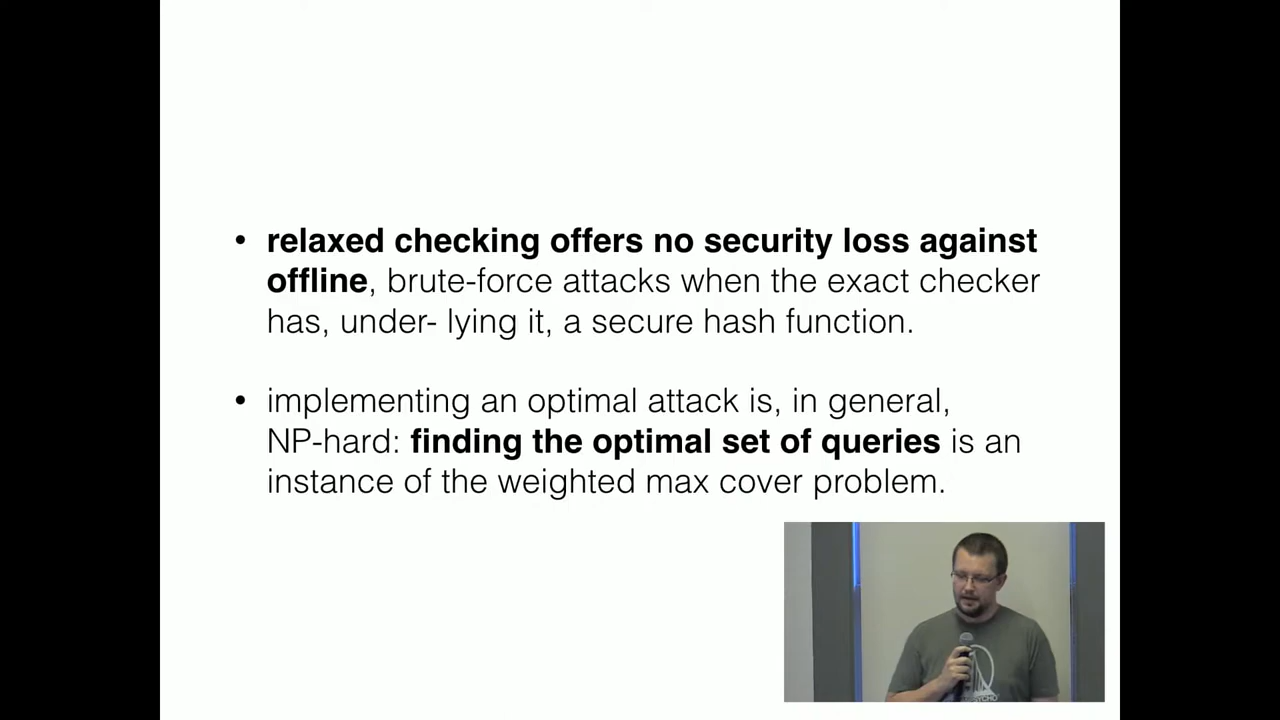 • relaxed checking offers no security loss against
offline, brute-force attacks when the exact checker
has, under- lying it, a secure hash function.
• implementing an optimal attack is, in general,
NP-hard: finding the optimal set of queries is an
instance of the weighted max cover problem.